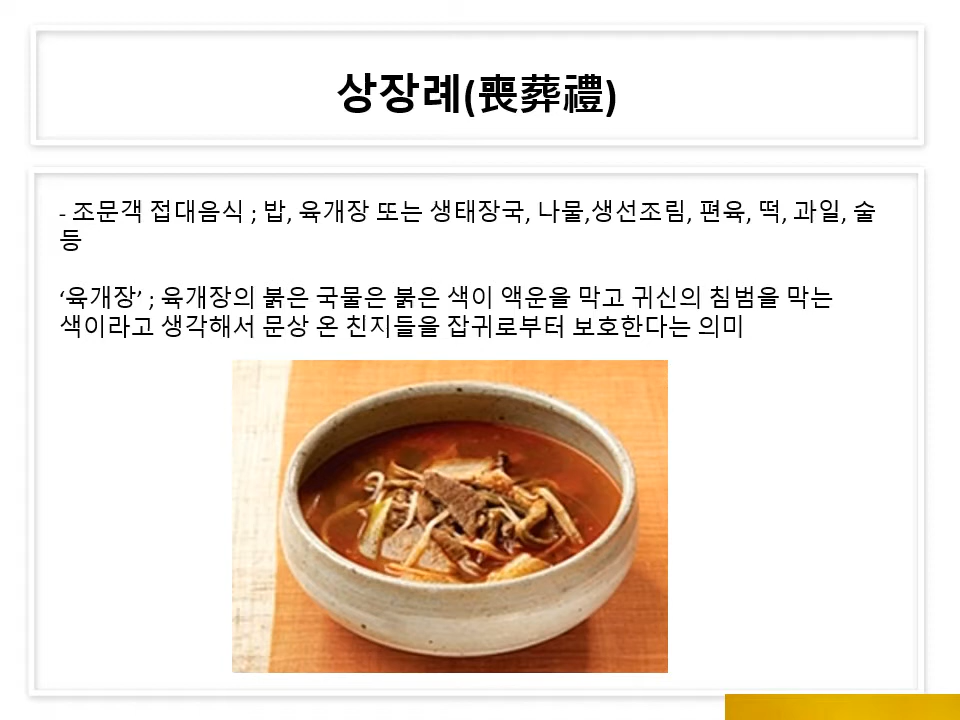 상장례(喪葬禮)
- 조문객 접대음식 ; 밥, 육개장 또는 생태장국, 나물,생선조림, 편육, 떡, 과일, 술
등
‘육개장’ ; 육개장의 붉은 국물은 붉은 색이 액운을 막고 귀신의 침범을 막는
색이라고 생각해서 문상 온 친지들을 잡귀로부터 보호한다는 의미